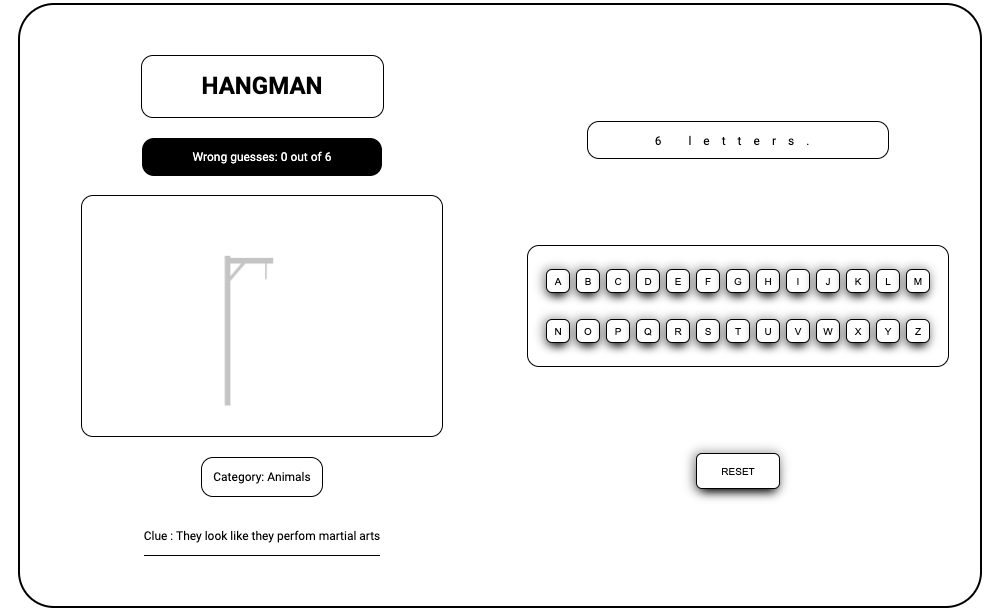 HANGMAN
Wrong guesses: 0 out of 6
6 letters.
A B C D E F G H I J K L M
N O P Q R S T U V W X Y Z
Category: Animals
RESET
Clue : They look like they perfom martial arts